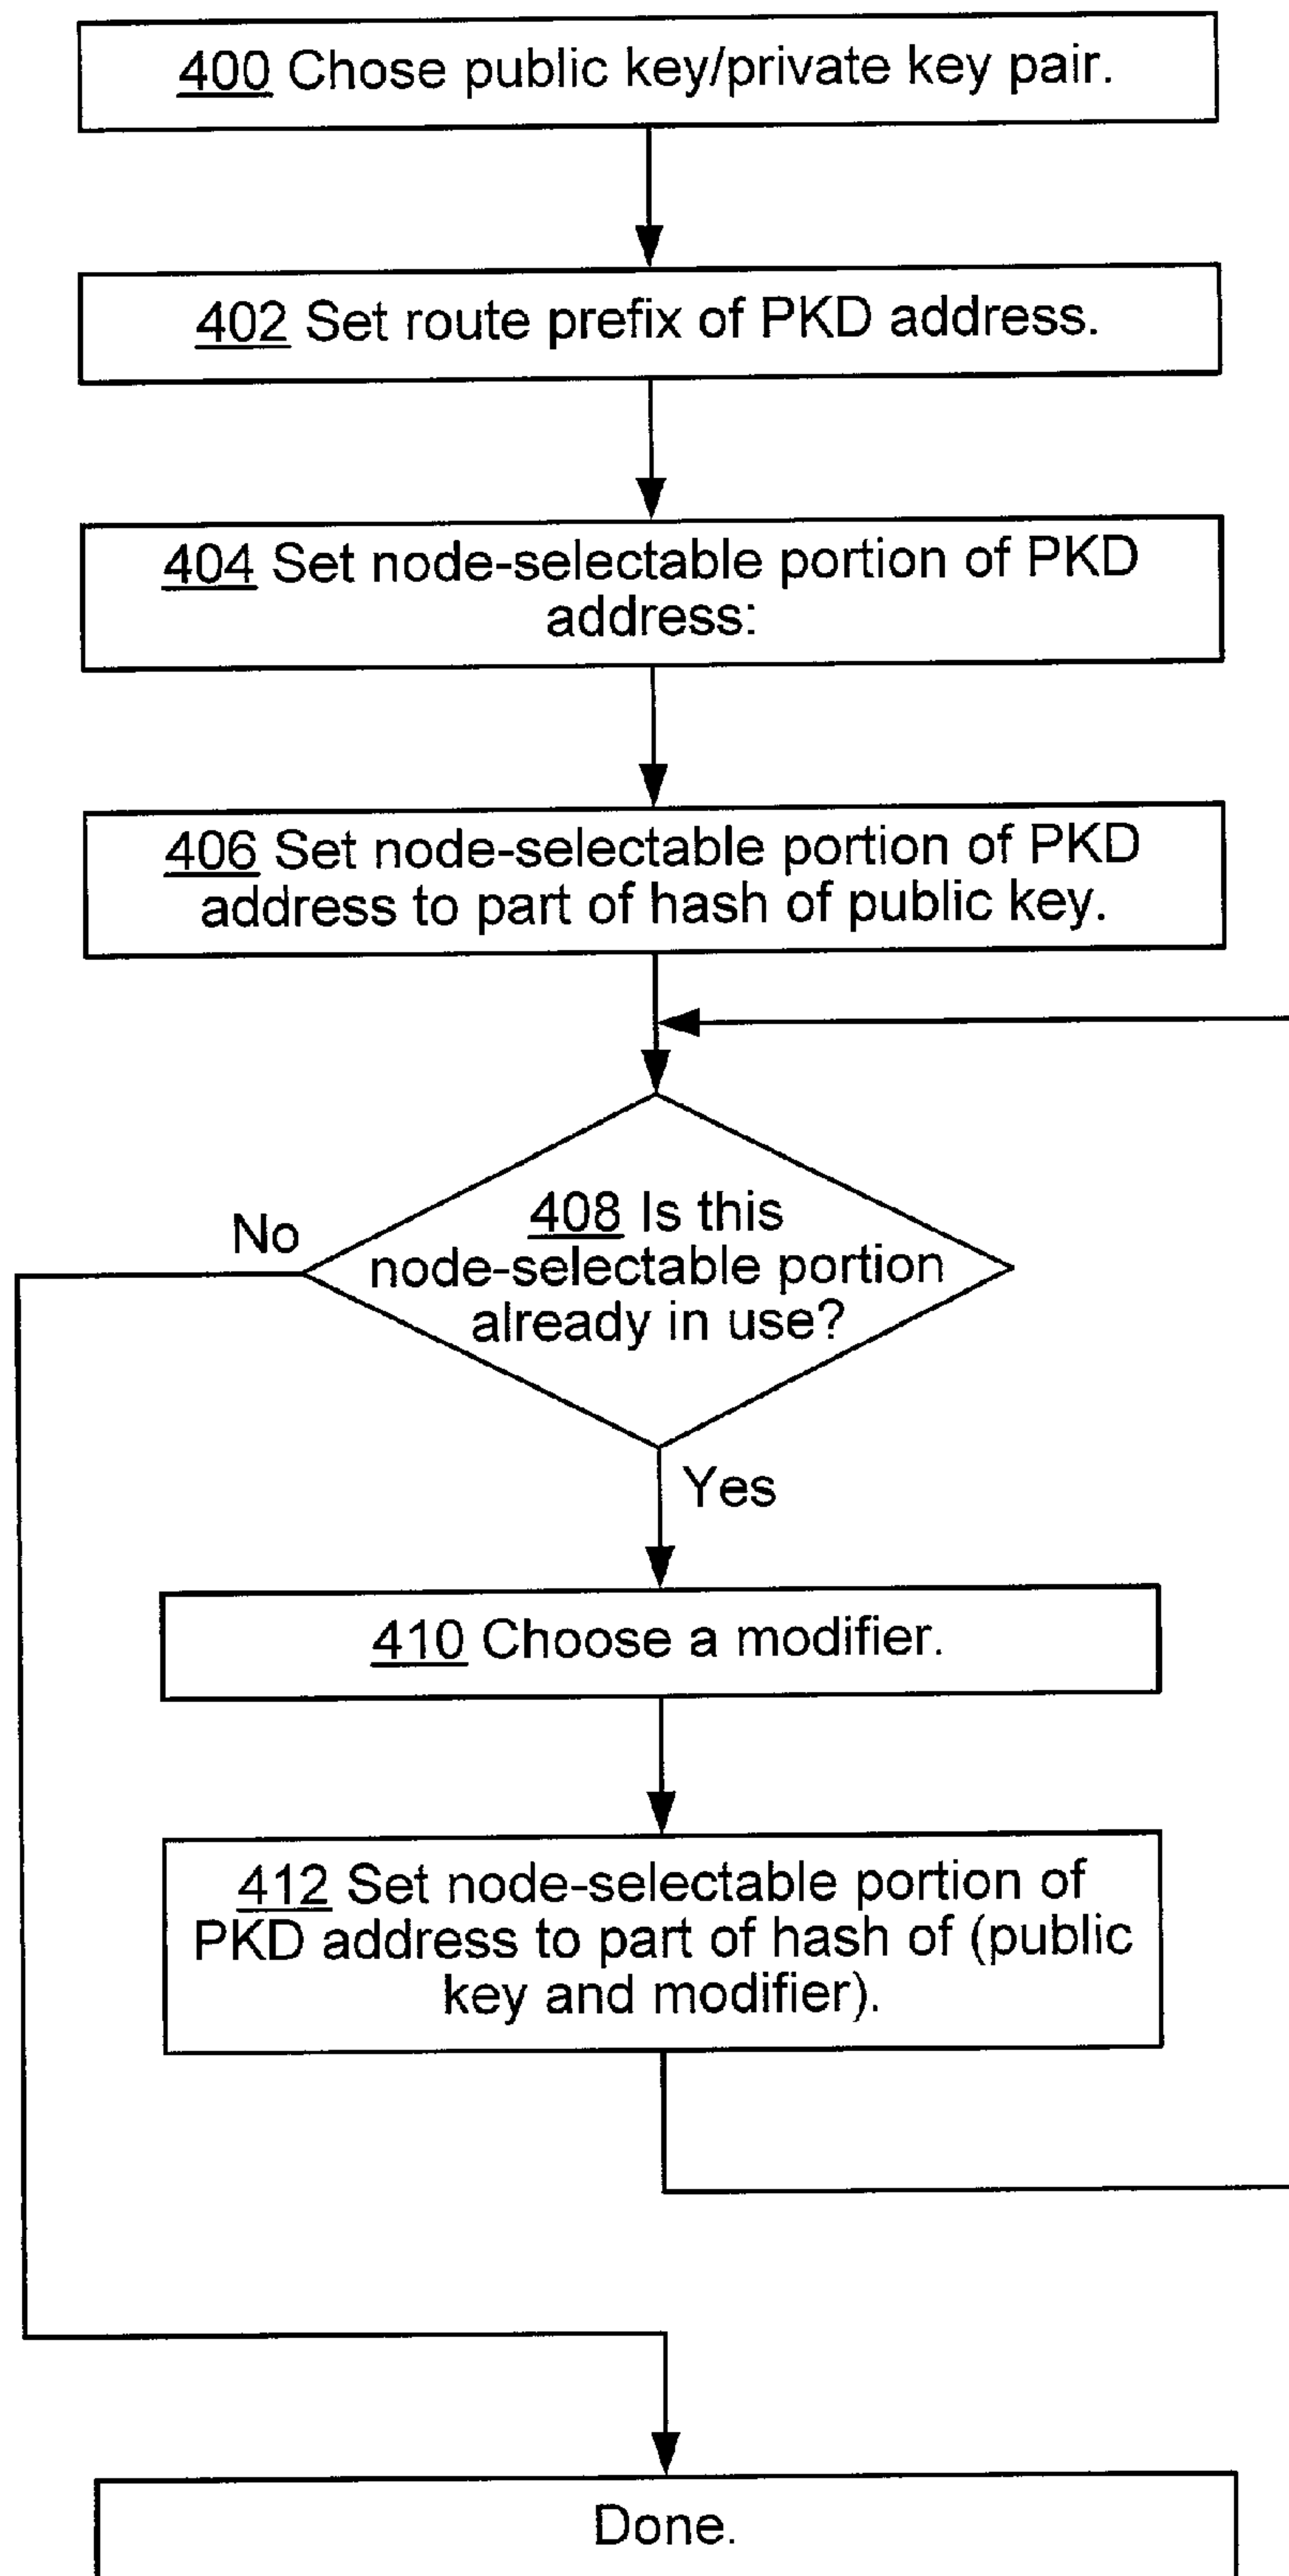 400 Chose public key/private key pair.
402 Set route prefix of PKD address.
404 Set node-selectable portion of PKD
address:
406 Set node-selectable portion of PKD
address to part of hash of public key.
No
408 Is this
node-selectable portion
already in use?
Yes
410 Choose a modifier.
412 Set node-selectable portion of
PKD address to part of hash of (public
key and modifier).
Done.